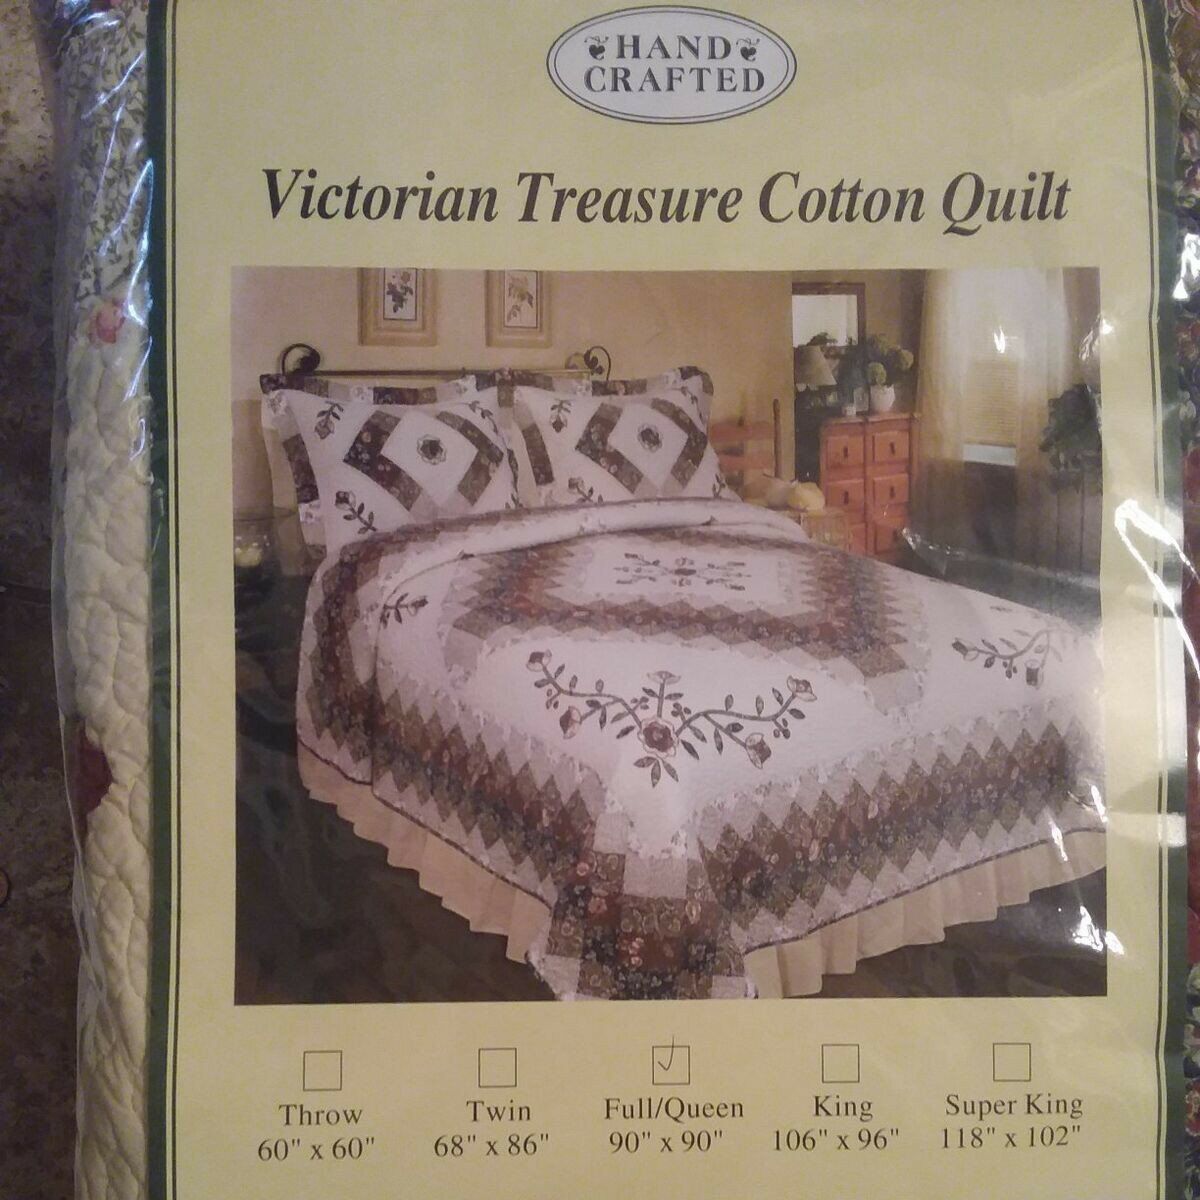 HAND
CRAFTED
Victorian Treasure Cotton Quilt
Throw Twin Full/Queen King Super King
60" x 60" 68" x 86" 90" x 90" 106" x 96" 118" x 102"